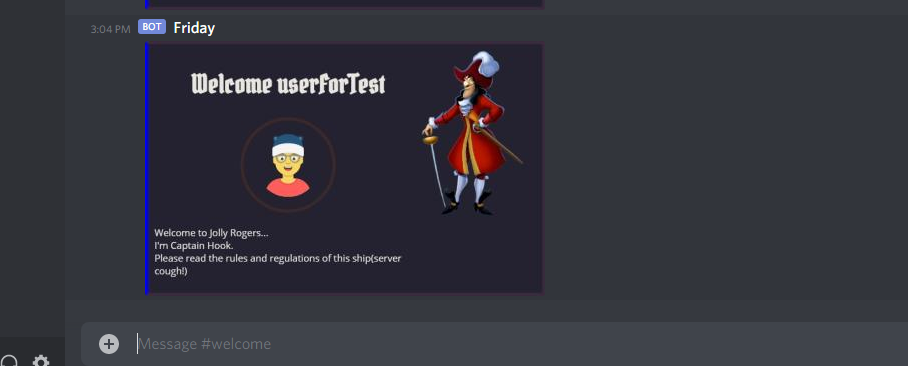 3:04 PM BOT Friday
Welcome userForTest
Welcome to Jolly Rogers...
I'm Captain Hook.
Please read the rules and regulations of this ship(server
cough!)
Message #welcome